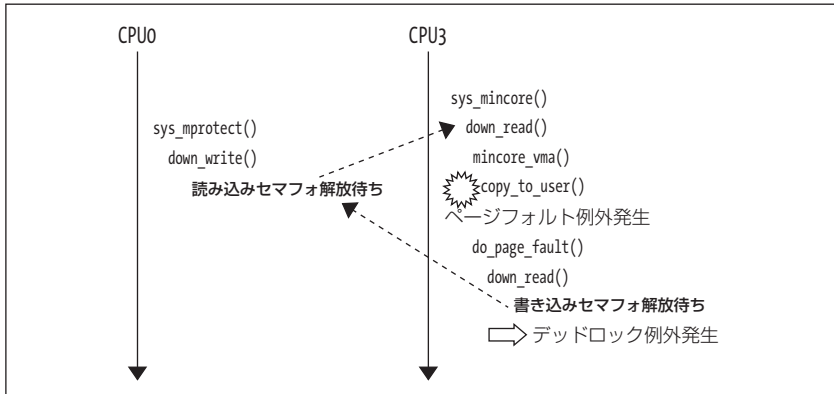 CPU0
CPU3
sys_mincore()
sys_mprotect()
down_read()
down_write()
mincore_vma()
読み込みセマフォ解放待ち
copy_to_user()
ページフォルト例外発生
do_page_fault()
down_read()
書き込みセマフォ解放待ち
デッドロック例外発生